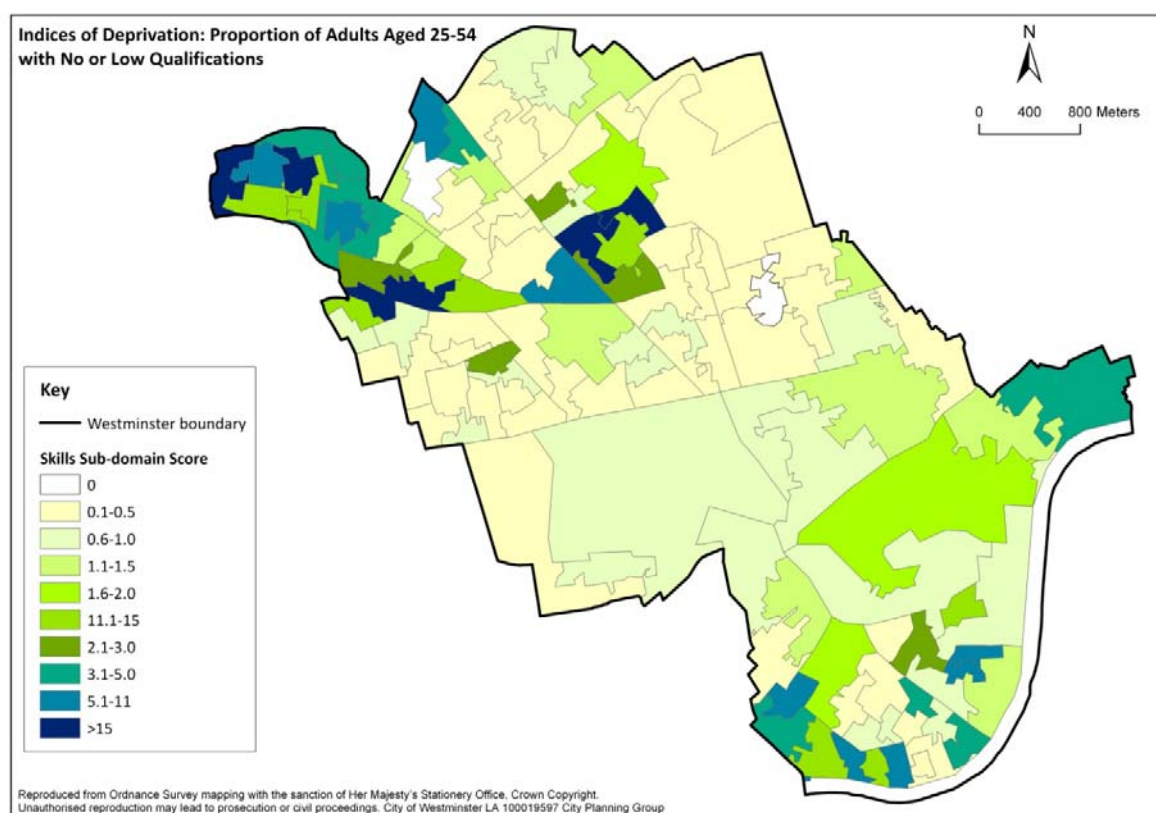 Indices of Deprivation: Proportion of Adults Aged 25-54
with No or Low Qualifications
N
0 400 800 Meters
Key
Westminster boundary
Skills Sub-domain Score
0
0.1-0.5
0.6-1.0
1.1-1.5
1.6-2.0
11.1-15
2.1-3.0
3.1-5.0
5.1-11
>15
Reproduced from Ordnance Survey mapping with the sanction of Her Majesty's Stationery Office. Crown Copyright.
Unauthorised reproduction may lead to prosecution or civil proceedings. City of Westminster LA 100019597 City Planning Group